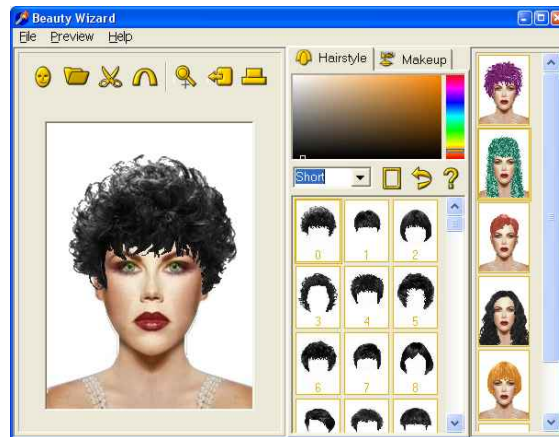 Beauty Wizard
File Preview Help
Hairstyle Makeup
Short
0 1 2
3 4 5
6 7 8